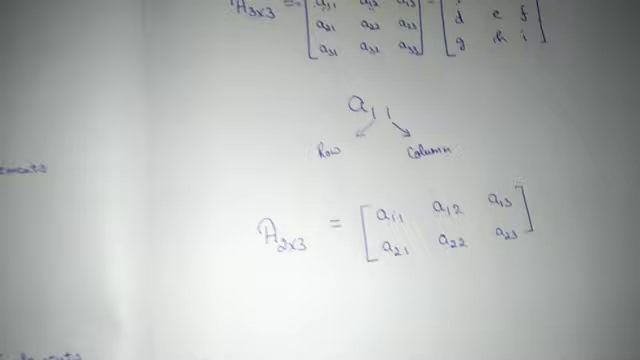 A3x3 = [a11 a12 a13] =
[a21 a22 a23] [d e f]
[a31 a32 a33] [g h i]
a11
Row Column
A2x3 = [a11 a12 a13]
[a21 a22 a23]